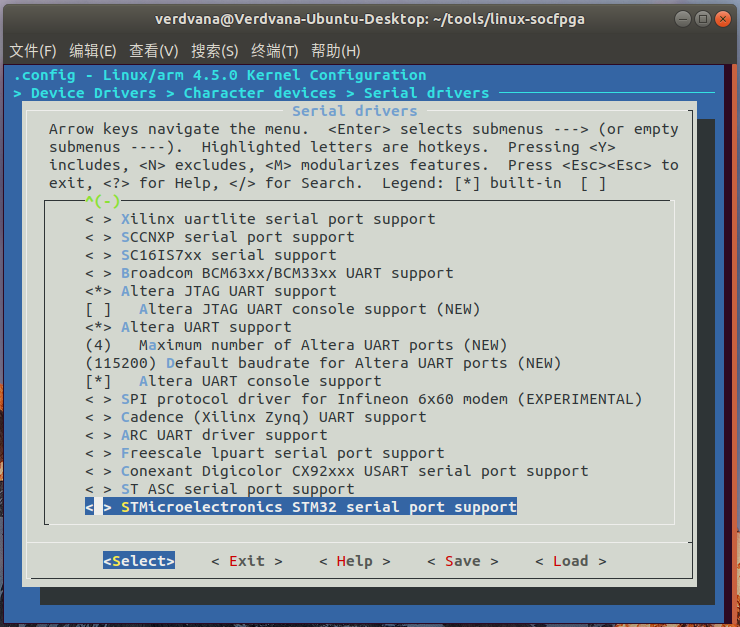 verdvana@Verdvana-Ubuntu-Desktop: ~/tools/linux-socfpga
文件(F) 编辑(E) 查看(V) 搜索(S) 终端(T) 帮助(H)
.config - Linux/arm 4.5.0 Kernel Configuration
> Device Drivers > Character devices > Serial drivers
Serial drivers
Arrow keys navigate the menu.  <Enter> selects submenus ---> (or empty
submenus ----).  Highlighted letters are hotkeys.  Pressing <Y>
includes, <N> excludes, <M> modularizes features.  Press <Esc><Esc> to
exit, <?> for Help, </> for Search.  Legend: [*] built-in  [ ]
^(-)
< > Xilinx uartlite serial port support
< > SCCNXP serial port support
< > SC16IS7xx serial support
< > Broadcom BCM63xx/BCM33xx UART support
<*> Altera JTAG UART support
[ ]   Altera JTAG UART console support (NEW)
<*> Altera UART support
(4)   Maximum number of Altera UART ports (NEW)
(115200) Default baudrate for Altera UART ports (NEW)
[*]   Altera UART console support
< > SPI protocol driver for Infineon 6x60 modem (EXPERIMENTAL)
< > Cadence (Xilinx Zynq) UART support
< > ARC UART driver support
< > Freescale lpuart serial port support
< > Conexant Digicolor CX92xxx USART serial port support
< > ST ASC serial port support
< > STMicroelectronics STM32 serial port support
<Select>    < Exit >    < Help >    < Save >    < Load >